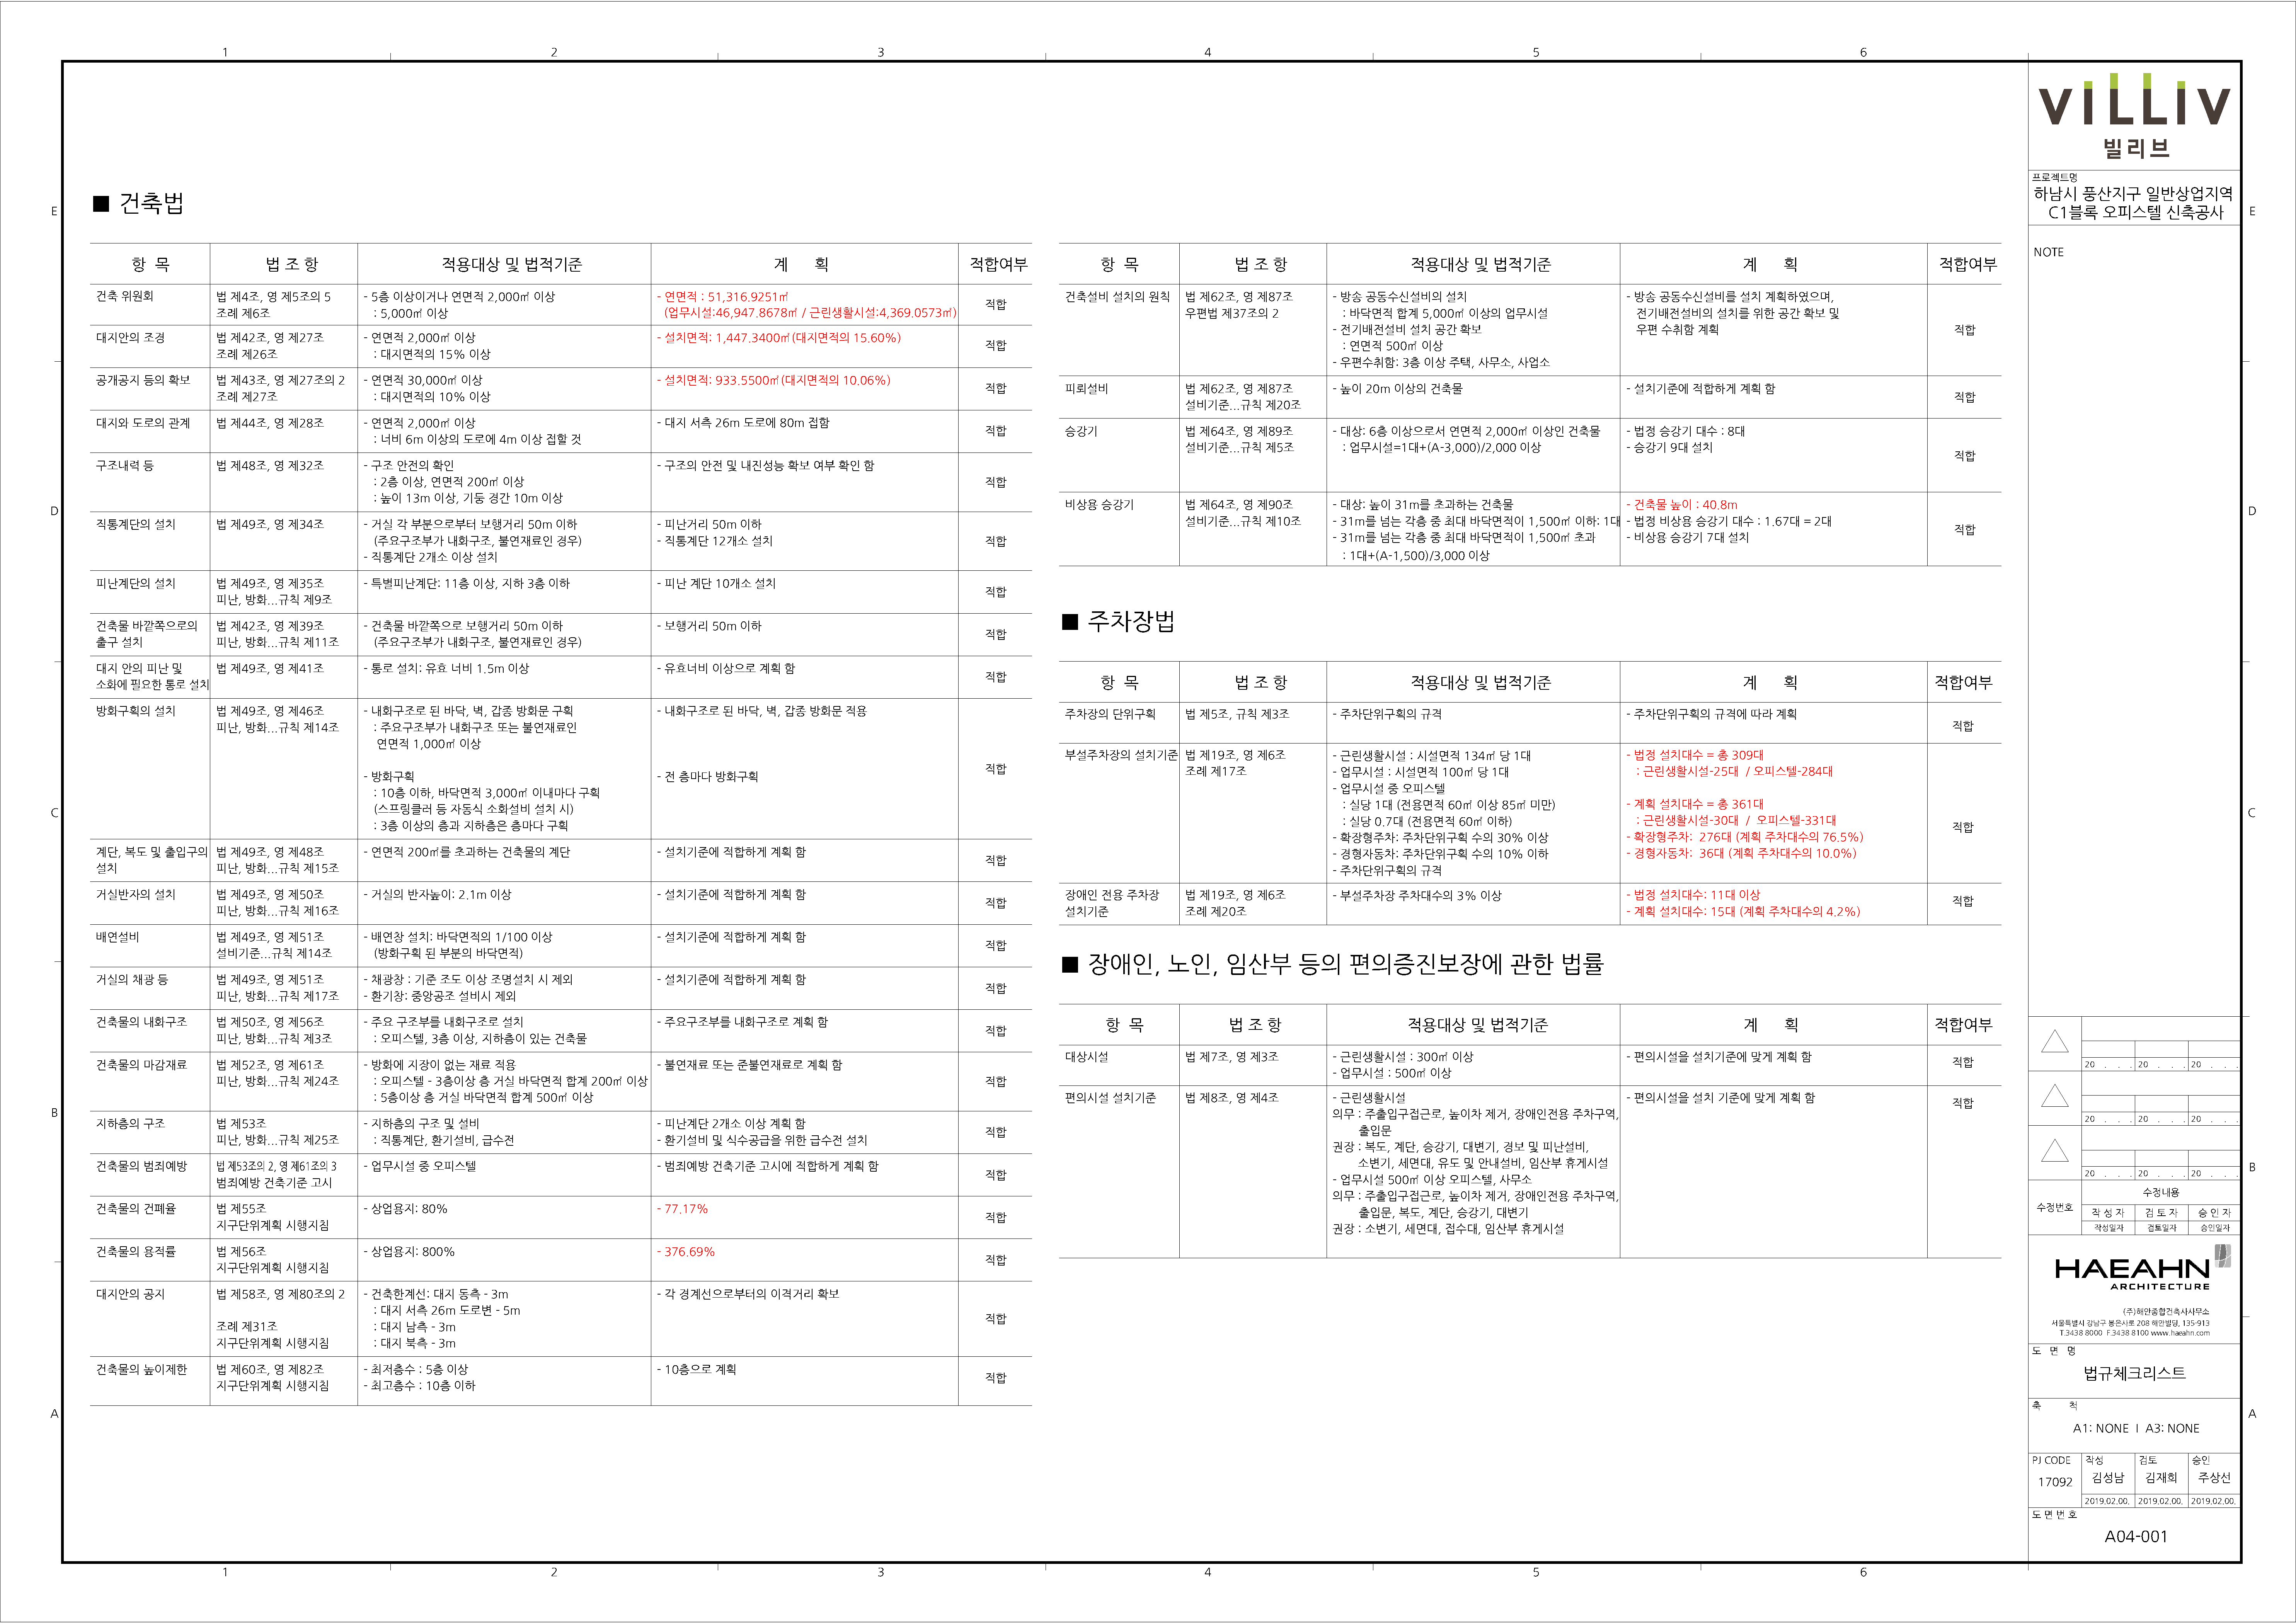 1 2 3 4 5 6
E
D
C
B
A
■ 건축법
항 목 법 조 항 적용대상 및 법적기준 계 획 적합여부
건축 위원회 법 제4조, 영 제5조의 5 - 5층 이상이거나 연면적 2,000㎡ 이상 - 연면적 : 51,316.9251㎡ 적합
조례 제6조 : 5,000㎡ 이상 (업무시설:46,947.8678㎡ / 근린생활시설:4,369.0573㎡)
대지안의 조경 법 제42조, 영 제27조 - 연면적 2,000㎡ 이상 - 설치면적: 1,447.3400㎡ (대지면적의 15.60%) 적합
조례 제26조 : 대지면적의 15% 이상
공개공지 등의 확보 법 제43조, 영 제27조의 2 - 연면적 30,000㎡ 이상 - 설치면적: 933.5500㎡ (대지면적의 10.06%) 적합
조례 제27조 : 대지면적의 10% 이상
대지와 도로의 관계 법 제44조, 영 제28조 - 연면적 2,000㎡ 이상 - 대지 서측 26m 도로에 80m 접함 적합
: 너비 6m 이상의 도로에 4m 이상 접할 것
구조내력 등 법 제48조, 영 제32조 - 구조 안전의 확인 - 구조의 안전 및 내진성능 확보 여부 확인 함 적합
: 2층 이상, 연면적 200㎡ 이상
: 높이 13m 이상, 기둥 경간 10m 이상
직통계단의 설치 법 제49조, 영 제34조 - 거실 각 부분으로부터 보행거리 50m 이하 - 피난거리 50m 이하 적합
(주요구조부가 내화구조, 불연재료인 경우) - 직통계단 12개소 설치
- 직통계단 2개소 이상 설치
피난계단의 설치 법 제49조, 영 제35조 - 특별피난계단: 11층 이상, 지하 3층 이하 - 피난 계단 10개소 설치 적합
피난, 방화...규칙 제9조
건축물 바깥쪽으로의 법 제42조, 영 제39조 - 건축물 바깥쪽으로 보행거리 50m 이하 - 보행거리 50m 이하 적합
출구 설치 피난, 방화...규칙 제11조 (주요구조부가 내화구조, 불연재료인 경우)
대지 안의 피난 및 법 제49조, 영 제41조 - 통로 설치: 유효 너비 1.5m 이상 - 유효너비 이상으로 계획 함 적합
소화에 필요한 통로 설치
방화구획의 설치 법 제49조, 영 제46조 - 내화구조로 된 바닥, 벽, 갑종 방화문 구획 - 내화구조로 된 바닥, 벽, 갑종 방화문 적용 적합
피난, 방화...규칙 제14조 : 주요구조부가 내화구조 또는 불연재료인
연면적 1,000㎡ 이상
- 방화구획 - 전 층마다 방화구획
: 10층 이하, 바닥면적 3,000㎡ 이내마다 구획
(스프링클러 등 자동식 소화설비 설치 시)
: 3층 이상의 층과 지하층은 층마다 구획
계단, 복도 및 출입구의 법 제49조, 영 제48조 - 연면적 200㎡를 초과하는 건축물의 계단 - 설치기준에 적합하게 계획 함 적합
설치 피난, 방화...규칙 제15조
거실반자의 설치 법 제49조, 영 제50조 - 거실의 반자높이: 2.1m 이상 - 설치기준에 적합하게 계획 함 적합
피난, 방화...규칙 제16조
배연설비 법 제49조, 영 제51조 - 배연창 설치: 바닥면적의 1/100 이상 - 설치기준에 적합하게 계획 함 적합
설비기준...규칙 제14조 (방화구획 된 부분의 바닥면적)
거실의 채광 등 법 제49조, 영 제51조 - 채광창 : 기준 조도 이상 조명설치 시 제외 - 설치기준에 적합하게 계획 함 적합
피난, 방화...규칙 제17조 - 환기창: 중앙공조 설비시 제외
건축물의 내화구조 법 제50조, 영 제56조 - 주요 구조부를 내화구조로 설치 - 주요구조부를 내화구조로 계획 함 적합
피난, 방화...규칙 제3조 : 오피스텔, 3층 이상, 지하층이 있는 건축물
건축물의 마감재료 법 제52조, 영 제61조 - 방화에 지장이 없는 재료 적용 - 불연재료 또는 준불연재료로 계획 함 적합
피난, 방화...규칙 제24조 : 오피스텔 - 3층이상 층 거실 바닥면적 합계 200㎡ 이상
: 5층이상 층 거실 바닥면적 합계 500㎡ 이상
지하층의 구조 법 제53조 - 지하층의 구조 및 설비 - 피난계단 2개소 이상 계획 함 적합
피난, 방화...규칙 제25조 : 직통계단, 환기설비, 급수전 - 환기설비 및 식수공급을 위한 급수전 설치
건축물의 범죄예방 법 제53조의 2, 영 제61조의 3 - 업무시설 중 오피스텔 - 범죄예방 건축기준 고시에 적합하게 계획 함 적합
범죄예방 건축기준 고시
건축물의 건폐율 법 제55조 - 상업용지: 80% - 77.17% 적합
지구단위계획 시행지침
건축물의 용적률 법 제56조 - 상업용지: 800% - 376.69% 적합
지구단위계획 시행지침
대지안의 공지 법 제58조, 영 제80조의 2 - 건축한계선: 대지 동측 - 3m - 각 경계선으로부터의 이격거리 확보 적합
: 대지 서측 26m 도로변 - 5m
조례 제31조 : 대지 남측 - 3m
지구단위계획 시행지침 : 대지 북측 - 3m
건축물의 높이제한 법 제60조, 영 제82조 - 최저층수 : 5층 이상 - 10층으로 계획 적합
지구단위계획 시행지침 - 최고층수 : 10층 이하
항 목 법 조 항 적용대상 및 법적기준 계 획 적합여부
건축설비 설치의 원칙 법 제62조, 영 제87조 - 방송 공동수신설비의 설치 - 방송 공동수신설비를 설치 계획하였으며, 적합
우편법 제37조의 2 : 바닥면적 합계 5,000㎡ 이상의 업무시설 전기배전설비의 설치를 위한 공간 확보 및
- 전기배전설비 설치 공간 확보 우편 수취함 계획
: 연면적 500㎡ 이상
- 우편수취함: 3층 이상 주택, 사무소, 사업소
피뢰설비 법 제62조, 영 제87조 - 높이 20m 이상의 건축물 - 설치기준에 적합하게 계획 함 적합
설비기준...규칙 제20조
승강기 법 제64조, 영 제89조 - 대상: 6층 이상으로서 연면적 2,000㎡ 이상인 건축물 - 법정 승강기 대수 : 8대 적합
설비기준...규칙 제5조 : 업무시설=1대+(A-3,000)/2,000 이상 - 승강기 9대 설치
비상용 승강기 법 제64조, 영 제90조 - 대상: 높이 31m를 초과하는 건축물 - 건축물 높이 : 40.8m 적합
설비기준...규칙 제10조 - 31m를 넘는 각층 중 최대 바닥면적이 1,500㎡ 이하: 1대 - 법정 비상용 승강기 대수 : 1.67대 = 2대
- 31m를 넘는 각층 중 최대 바닥면적이 1,500㎡ 초과 - 비상용 승강기 7대 설치
: 1대+(A-1,500)/3,000 이상
■ 주차장법
항 목 법 조 항 적용대상 및 법적기준 계 획 적합여부
주차장의 단위구획 법 제5조, 규칙 제3조 - 주차단위구획의 규격 - 주차단위구획의 규격에 따라 계획 적합
부설주차장의 설치기준 법 제19조, 영 제6조 - 근린생활시설 : 시설면적 134㎡ 당 1대 - 법정 설치대수 = 총 309대 적합
조례 제17조 - 업무시설 : 시설면적 100㎡ 당 1대 : 근린생활시설-25대 / 오피스텔-284대
- 업무시설 중 오피스텔
: 실당 1대 (전용면적 60㎡ 이상 85㎡ 미만) - 계획 설치대수 = 총 361대
: 실당 0.7대 (전용면적 60㎡ 이하) : 근린생활시설-30대 / 오피스텔-331대
- 확장형주차: 주차단위구획 수의 30% 이상 - 확장형주차: 276대 (계획 주차대수의 76.5%)
- 경형자동차: 주차단위구획 수의 10% 이하 - 경형자동차: 36대 (계획 주차대수의 10.0%)
- 주차단위구획의 규격
장애인 전용 주차장 법 제19조, 영 제6조 - 부설주차장 주차대수의 3% 이상 - 법정 설치대수: 11대 이상 적합
설치기준 조례 제20조 - 계획 설치대수: 15대 (계획 주차대수의 4.2%)
■ 장애인, 노인, 임산부 등의 편의증진보장에 관한 법률
항 목 법 조 항 적용대상 및 법적기준 계 획 적합여부
대상시설 법 제7조, 영 제3조 - 근린생활시설 : 300㎡ 이상 - 편의시설을 설치기준에 맞게 계획 함 적합
- 업무시설 : 500㎡ 이상
편의시설 설치기준 법 제8조, 영 제4조 - 근린생활시설 - 편의시설을 설치 기준에 맞게 계획 함 적합
의무 : 주출입구접근로, 높이차 제거, 장애인전용 주차구역,
출입문
권장 : 복도, 계단, 승강기, 대변기, 경보 및 피난설비,
소변기, 세면대, 유도 및 안내설비, 임산부 휴게시설
- 업무시설 500㎡ 이상 오피스텔, 사무소
의무 : 주출입구접근로, 높이차 제거, 장애인전용 주차구역,
출입문, 복도, 계단, 승강기, 대변기
권장 : 소변기, 세면대, 접수대, 임산부 휴게시설
VILLIV
빌리브
프로젝트명
하남시 풍산지구 일반상업지역
C1블록 오피스텔 신축공사
NOTE
20 . . . 20 . . . 20 . . .
20 . . . 20 . . . 20 . . .
20 . . . 20 . . . 20 . . .
수정번호 수정내용
작 성 자 검 토 자 승 인 자
작성일자 검토일자 승인일자
HAEAHN
ARCHITECTURE
(주)해안종합건축사사무소
서울특별시 강남구 봉은사로 208 해안빌딩, 135-913
T.3438 8000 F.3438 8100 www.haeahn.com
도 면 명
법규체크리스트
축 척
A1: NONE I A3: NONE
PJ CODE 작성 검토 승인
17092 김성남 김재희 주상선
2019.02.00. 2019.02.00. 2019.02.00.
도 면 번 호
A04-001
E
D
C
B
A
1 2 3 4 5 6